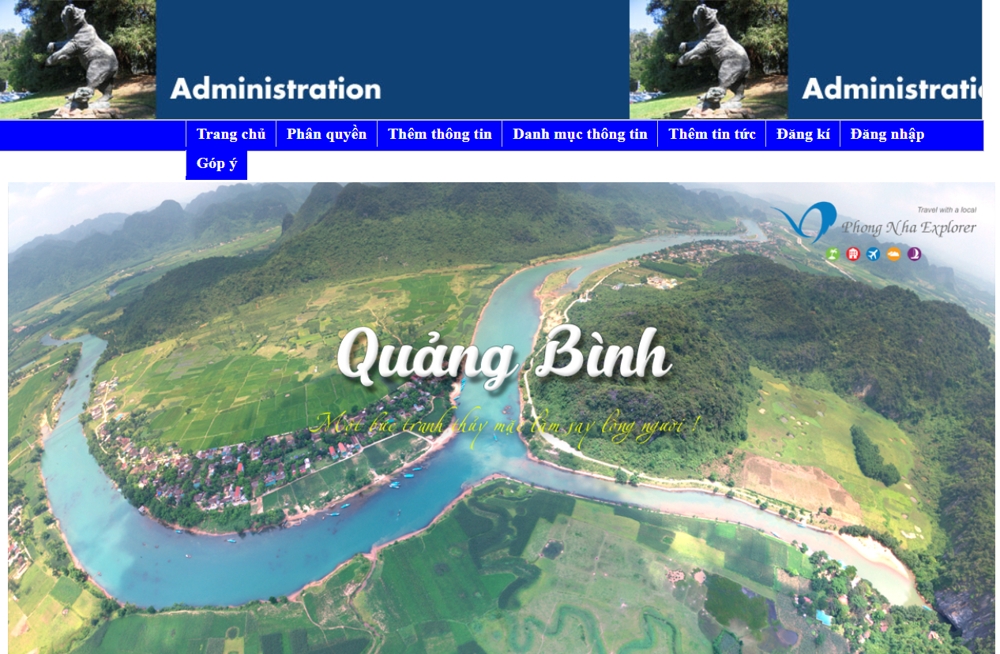 Administration
Administratio
Trang chủ Phân quyền Thêm thông tin Danh mục thông tin Thêm tin tức Đăng kí Đăng nhập
Góp ý
Travel with a local
Phong Nha Explorer
Quảng Bình
Một bức tranh thủy mặc làm say lòng người !